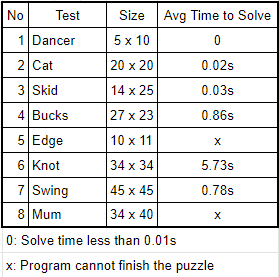 No Test Size Avg Time to Solve
1 Dancer 5 x 10 0
2 Cat 20 x 20 0.02s
3 Skid 14 x 25 0.03s
4 Bucks 27 x 23 0.86s
5 Edge 10 x 11 x
6 Knot 34 x 34 5.73s
7 Swing 45 x 45 0.78s
8 Mum 34 x 40 x
0: Solve time less than 0.01s
x: Program cannot finish the puzzle